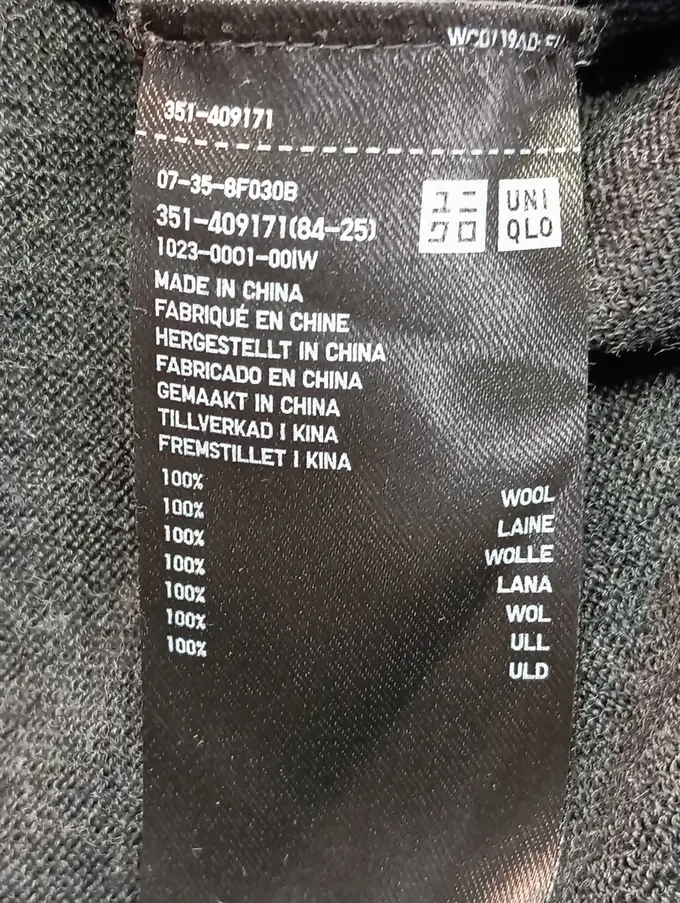 351-409171
07-35-8F030B
351-409171(84-25)
1023-0001-00IW
ユニ
クロ
UNI
QLO
MADE IN CHINA
FABRIQUÉ EN CHINE
HERGESTELLT IN CHINA
FABRICADO EN CHINA
GEMAAKT IN CHINA
TILLVERKAD I KINA
FREMSTILLET I KINA
100% WOOL
100% LAINE
100% WOLLE
100% LANA
100% WOL
100% ULL
100% ULD